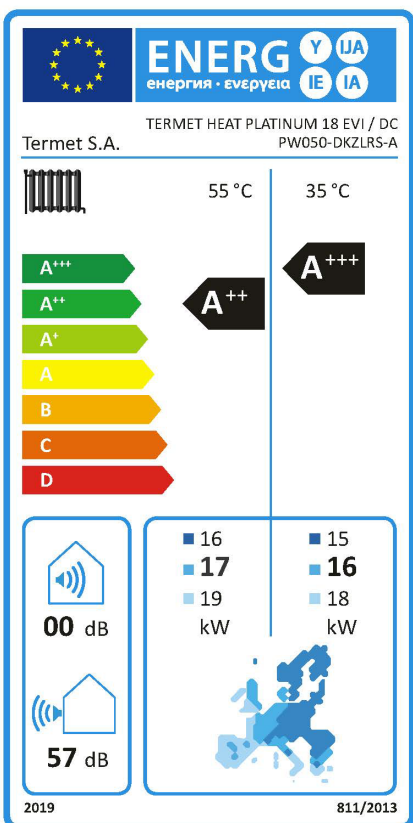 ENERG Y IJA
енергия · ενεργεια IE IA
Termet S.A.
TERMET HEAT PLATINUM 18 EVI / DC
PW050-DKZLRS-A
55 °C 35 °C
A+++
A++
A+
A
B
C
D
A++
A+++
16 15
17 16
19 18
kW kW
00 dB
57 dB
2019 811/2013